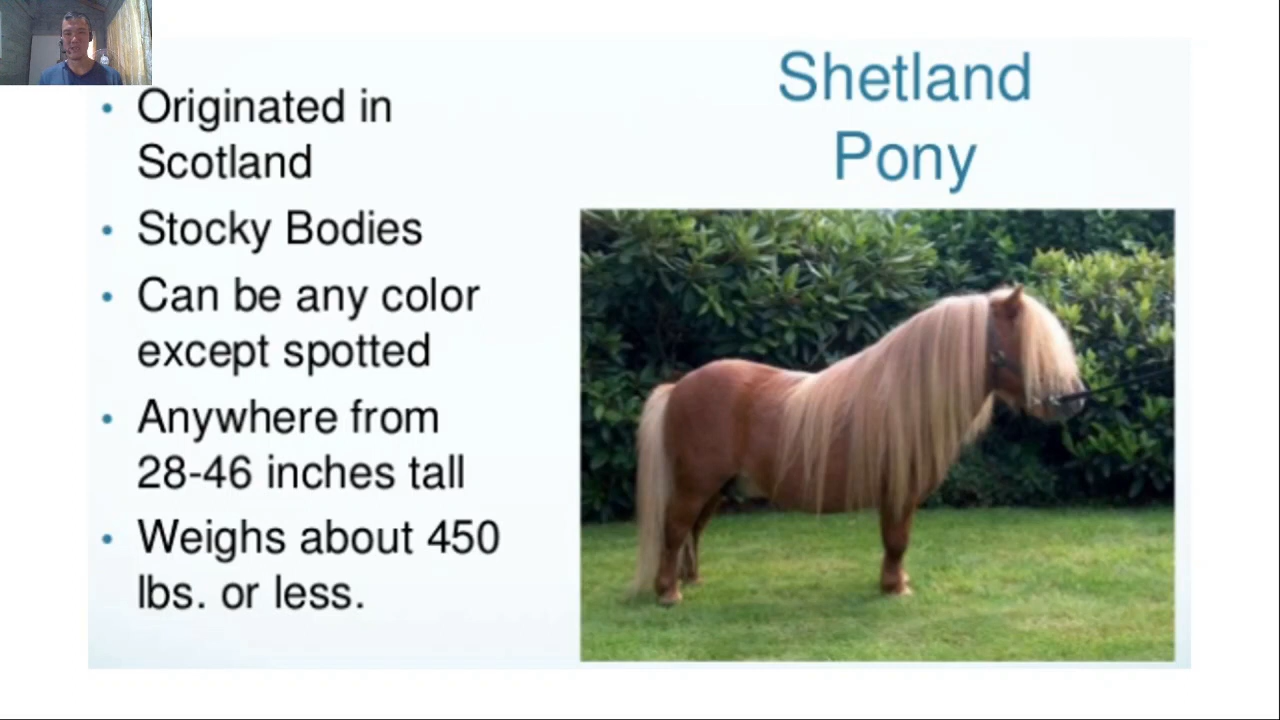 Shetland
Pony
• Originated in
Scotland
• Stocky Bodies
• Can be any color
except spotted
• Anywhere from
28-46 inches tall
• Weighs about 450
lbs. or less.